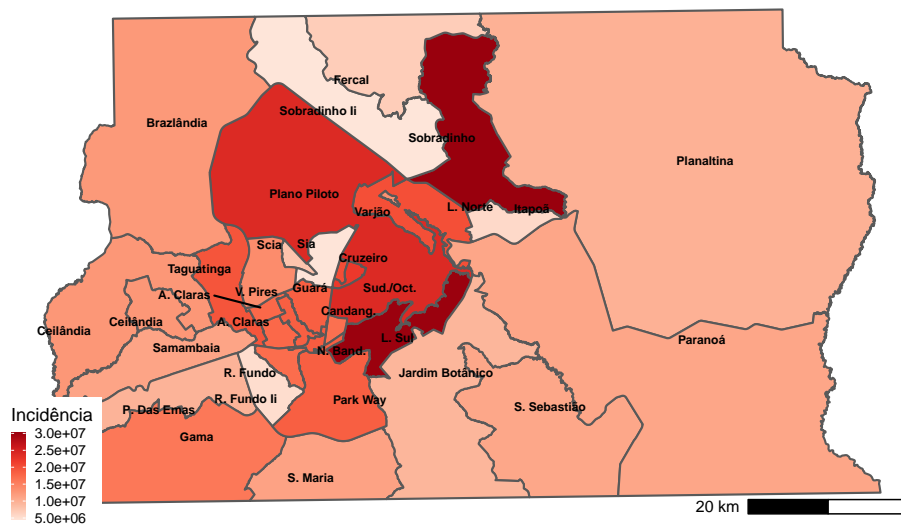 Fercal
Sobradinho Ii
Brazlândia
Sobradinho
Planaltina
Plano Piloto
Varjão
L. Norte
Itapoã
Scia
Sia
Cruzeiro
Taguatinga
V. Pires
Guará
Sud./Oct.
A. Claras
Candang.
Ceilândia
Ceilândia
A. Claras
L. Sul
Paranoá
Samambaia
N. Band.
R. Fundo
Jardim Botânico
R. Fundo Ii
Park Way
S. Sebastião
P. Das Emas
Gama
S. Maria
Incidência
3.0e+07
2.5e+07
2.0e+07
1.5e+07
1.0e+07
5.0e+06
20 km